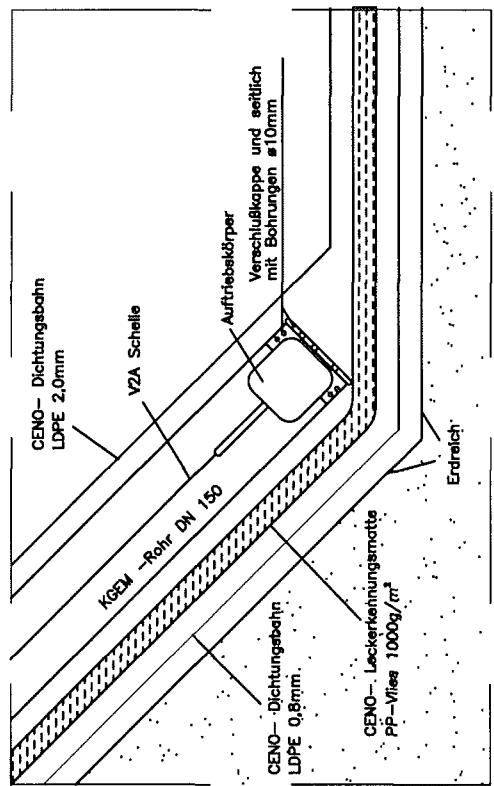 CENO- Dichtungsbahn
LDPE 2,0mm
V2A Schelle
Auftriebskörper
Verschlußkappe und seitlich
mit Bohrungen ø10mm
KGEM -Rohr DN 150
CENO- Dichtungsbahn
LDPE 0,8mm
CENO- Leckerkennungsmatte
PP-Vlies 1000g/m²
Erdreich